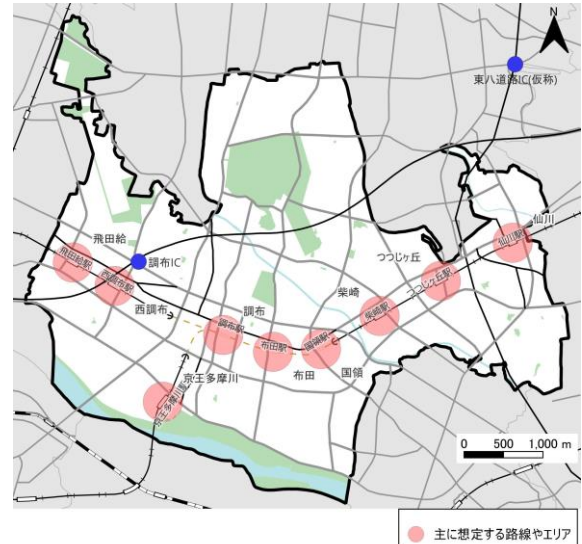 N
東八道路IC(仮称)
仙川
仙川駅
飛田給
つつじヶ丘
飛田給駅
調布IC
つつじヶ丘駅
西調布駅
柴崎
西調布
調布
柴崎駅
調布駅
国領駅
布田駅
京王多摩川
布田
国領
京王多摩川駅
0 500 1,000 m
主に想定する路線やエリア